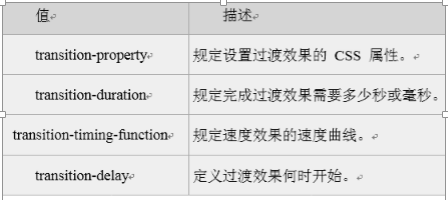 值 描述
transition-property 规定设置过渡效果的 CSS 属性。
transition-duration 规定完成过渡效果需要多少秒或毫秒。
transition-timing-function 规定速度效果的速度曲线。
transition-delay 定义过渡效果何时开始。